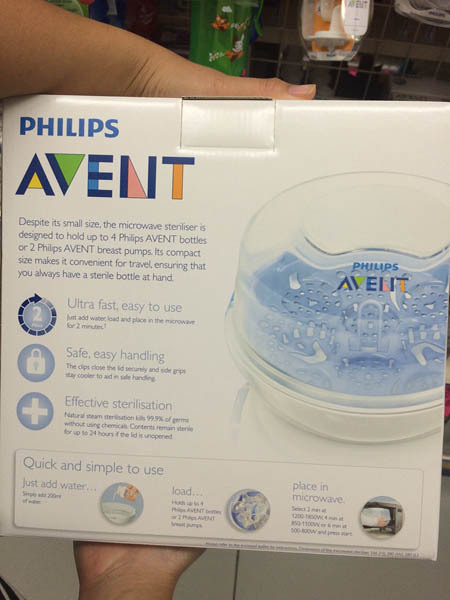 AVENT
PHILIPS
AVENT
Despite its small size, the microwave steriliser is
designed to hold up to 4 Philips AVENT bottles
or 2 Philips AVENT breast pumps. Its compact
size makes it convenient for travel, ensuring that
you always have a sterile bottle at hand.
PHILIPS
AVENT
2
Ultra fast, easy to use
Just add water, load and place in the microwave
for 2 minutes.¹
Safe, easy handling
The clips close the lid securely and side grips
stay cooler to aid in safe handling.
Effective sterilisation
Natural steam sterilisation kills 99.9% of germs
without using chemicals. Contents remain sterile
for up to 24 hours if the lid is unopened.
Quick and simple to use
Just add water...
Simply add 200ml
of water.
load...
Holds up to 4
Philips AVENT bottles
or 2 Philips AVENT
breast pumps.
place in
microwave.
Select 2 min at
1200-1850W, 4 min at
850-1100W or 6 min at
500-800W and press start.